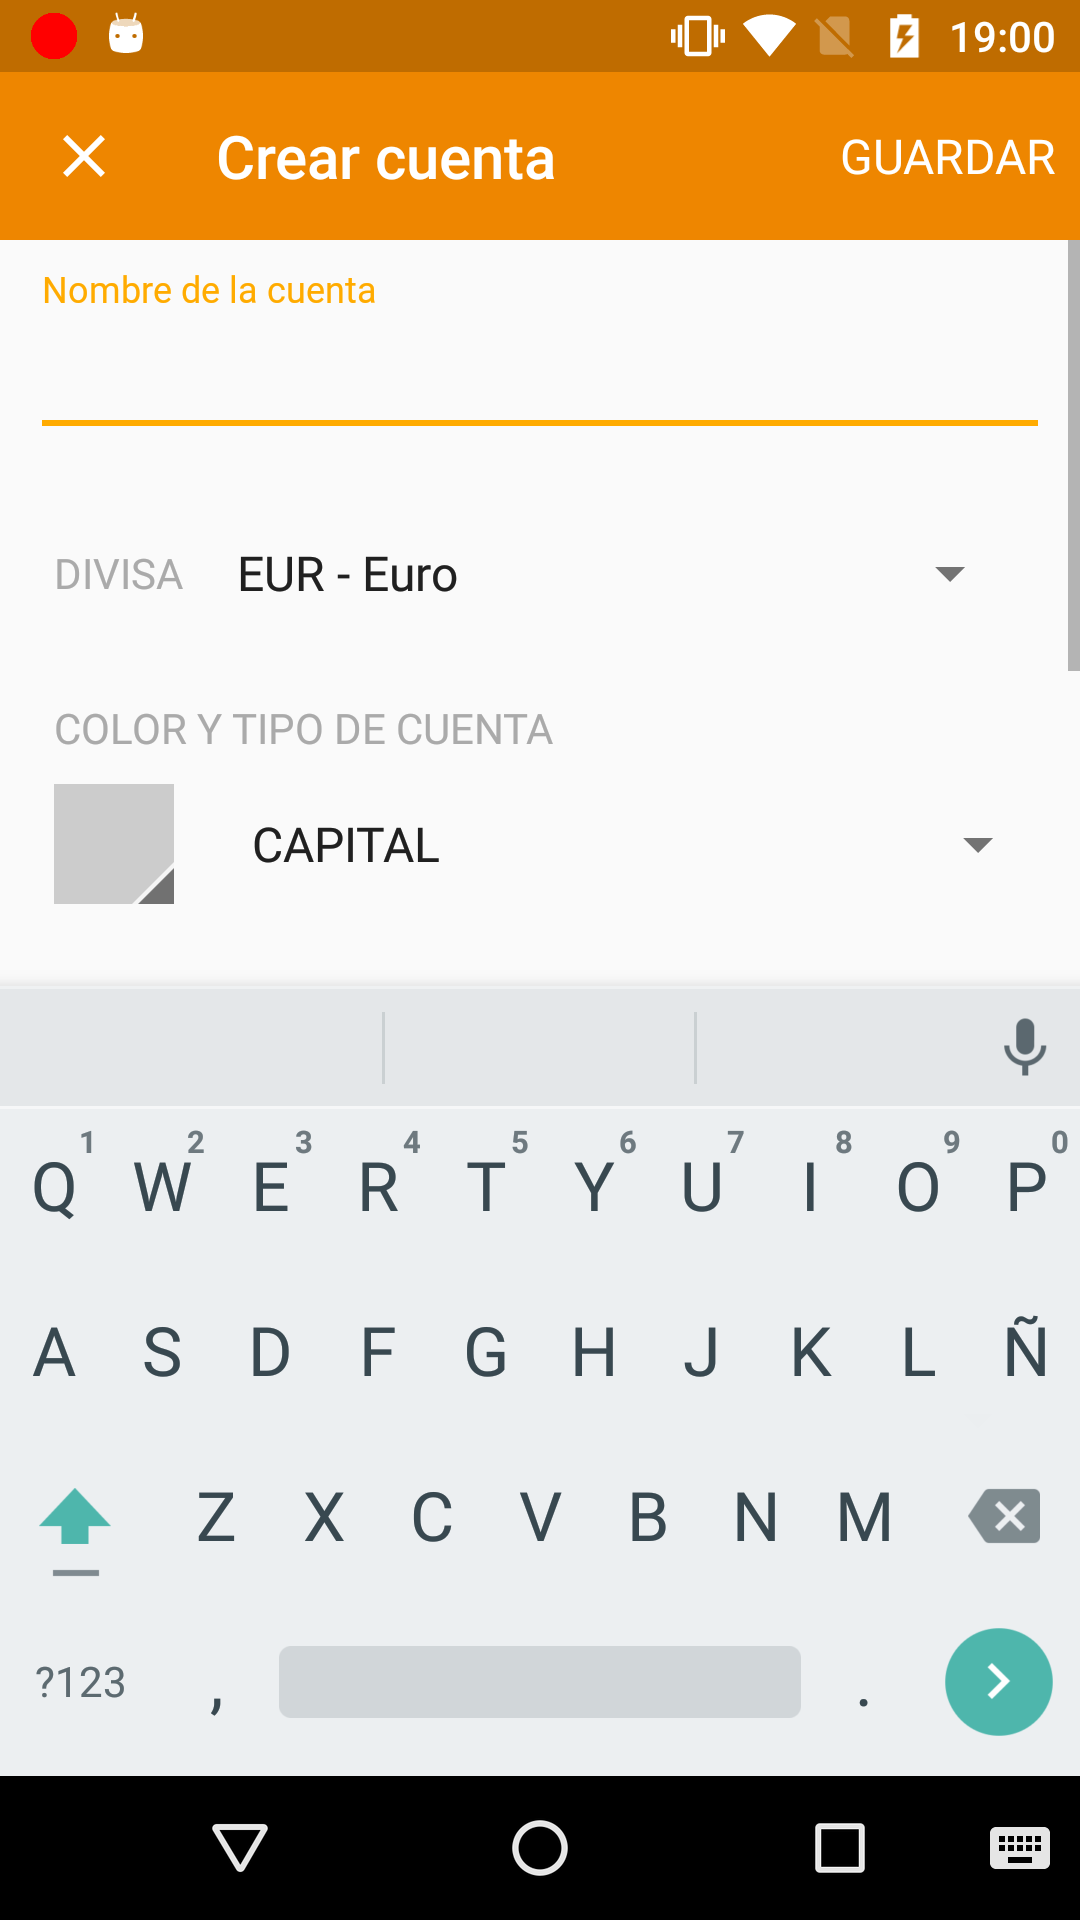 19:00
Crear cuenta
GUARDAR
Nombre de la cuenta
DIVISA EUR - Euro
COLOR Y TIPO DE CUENTA
CAPITAL
1 2 3 4 5 6 7 8 9 0
Q W E R T Y U I O P
A S D F G H J K L Ñ
Z X C V B N M
?123 , .